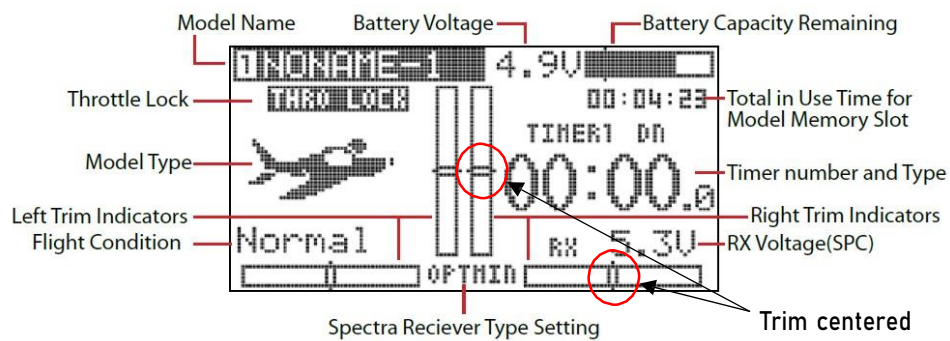 Model Name
Battery Voltage
Battery Capacity Remaining
1 NONAME-1
4.9V
Throttle Lock
THRO LOCK
00:04:23
Total in Use Time for
Model Memory Slot
TIMER1 DN
Model Type
00:00.0
Timer number and Type
Left Trim Indicators
Right Trim Indicators
Flight Condition
Normal
RX 5.3V
RX Voltage(SPC)
OPTMIN
Spectra Reciever Type Setting
Trim centered